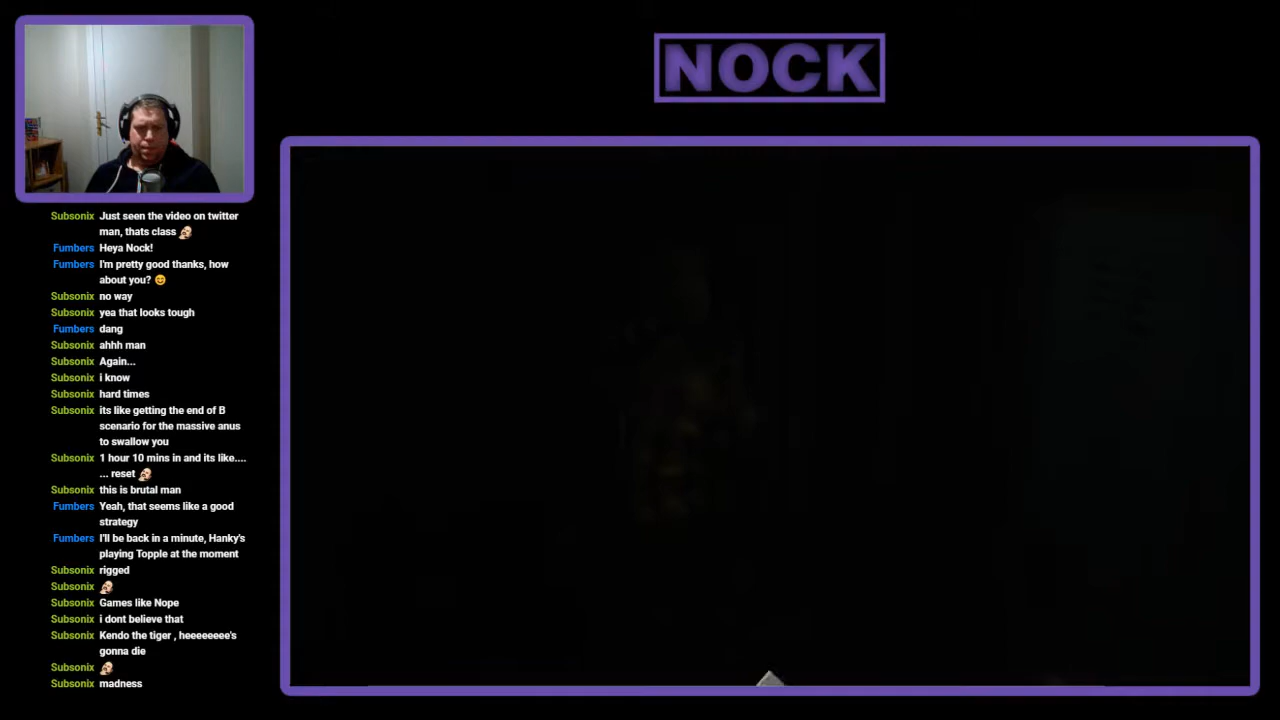 NOCK
Subsonix Just seen the video on twitter
man, thats class
Fumbers Heya Nock!
Fumbers I'm pretty good thanks, how
about you?
Subsonix no way
Subsonix yea that looks tough
Fumbers dang
Subsonix ahhh man
Subsonix Again...
Subsonix i know
Subsonix hard times
Subsonix its like getting the end of B
scenario for the massive anus
to swallow you
Subsonix 1 hour 10 mins in and its like....
... reset
Subsonix this is brutal man
Fumbers Yeah, that seems like a good
strategy
Fumbers I'll be back in a minute, Hanky's
playing Topple at the moment
Subsonix rigged
Subsonix
Subsonix Games like Nope
Subsonix i dont believe that
Subsonix Kendo the tiger , heeeeeeee's
gonna die
Subsonix
Subsonix madness